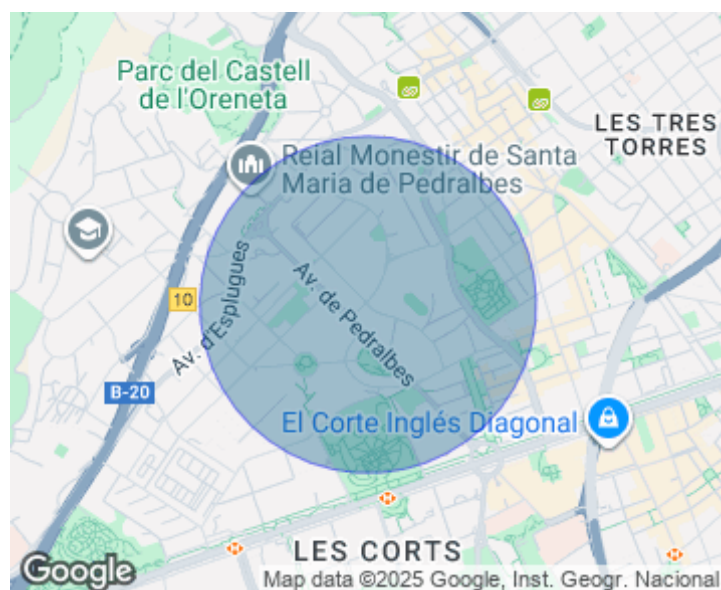 Parc del Castell
de l'Oreneta
LES TRES
TORRES
Reial Monestir de Santa
Maria de Pedralbes
Av. d'Esplugues
10
Av. de Pedralbes
B-20
El Corte Inglés Diagonal
LES CORTS
Google
Map data ©2025 Google, Inst. Geogr. Nacional